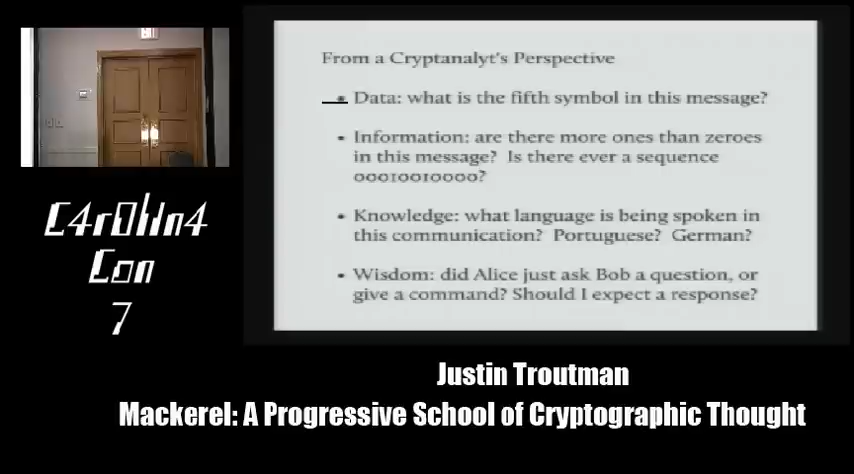 From a Cryptanalyt's Perspective
• Data: what is the fifth symbol in this message?
• Information: are there more ones than zeroes
in this message? Is there ever a sequence
00010010000?
• Knowledge: what language is being spoken in
this communication? Portuguese? German?
• Wisdom: did Alice just ask Bob a question, or
give a command? Should I expect a response?
C4r0l1n4
Con
7
Justin Troutman
Mackerel: A Progressive School of Cryptographic Thought